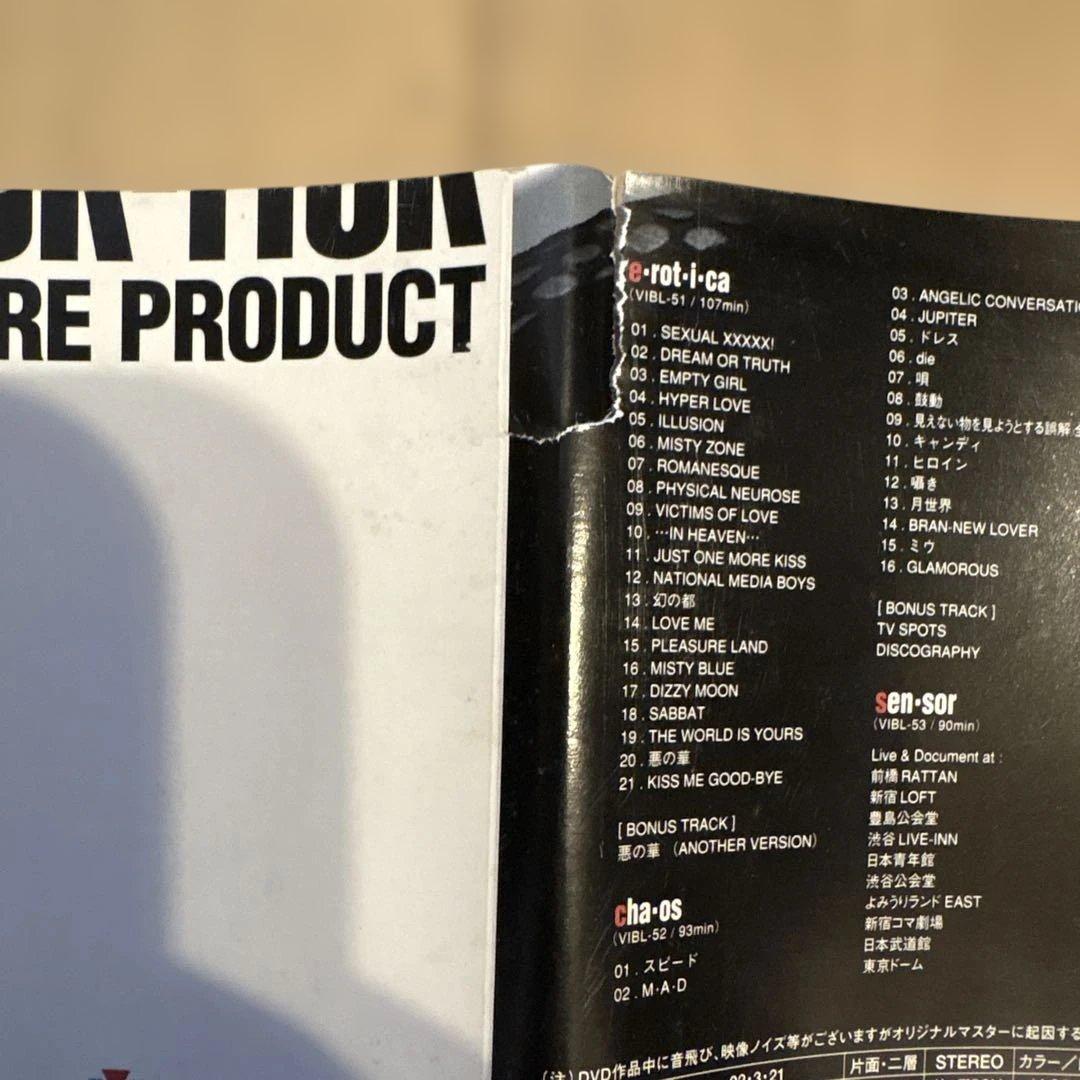 RE PRODUCT
e·rot·i·ca
(VIBL-51 / 107min)
01 . SEXUAL XXXXX!
02 . DREAM OR TRUTH
03 . EMPTY GIRL
04 . HYPER LOVE
05 . ILLUSION
06 . MISTY ZONE
07 . ROMANESQUE
08 . PHYSICAL NEUROSE
09 . VICTIMS OF LOVE
10 . …IN HEAVEN…
11 . JUST ONE MORE KISS
12 . NATIONAL MEDIA BOYS
13 . 幻の都
14 . LOVE ME
15 . PLEASURE LAND
16 . MISTY BLUE
17 . DIZZY MOON
18 . SABBAT
19 . THE WORLD IS YOURS
20 . 悪の華
21 . KISS ME GOOD-BYE
[ BONUS TRACK ]
悪の華 (ANOTHER VERSION)
cha·os
(VIBL-52 / 93min)
01 . スピード
02 . M·A·D
03 . ANGELIC CONVERSATIO
04 . JUPITER
05 . ドレス
06 . die
07 . 唄
08 . 鼓動
09 . 見えない物を見ようとする誤解 全
10 . キャンディ
11 . ヒロイン
12 . 囁き
13 . 月世界
14 . BRAN-NEW LOVER
15 . ミウ
16 . GLAMOROUS
[ BONUS TRACK ]
TV SPOTS
DISCOGRAPHY
sen·sor
(VIBL-53 / 90min)
Live & Document at :
前橋 RATTAN
新宿 LOFT
豊島公会堂
渋谷 LIVE-INN
日本青年館
渋谷公会堂
よみうりランド EAST
新宿コマ劇場
日本武道館
東京ドーム
(注) DVD作品中に音飛び、映像ノイズ等がございますがオリジナルマスターに起因する
02·3·21
片面・二層 STEREO カラー/